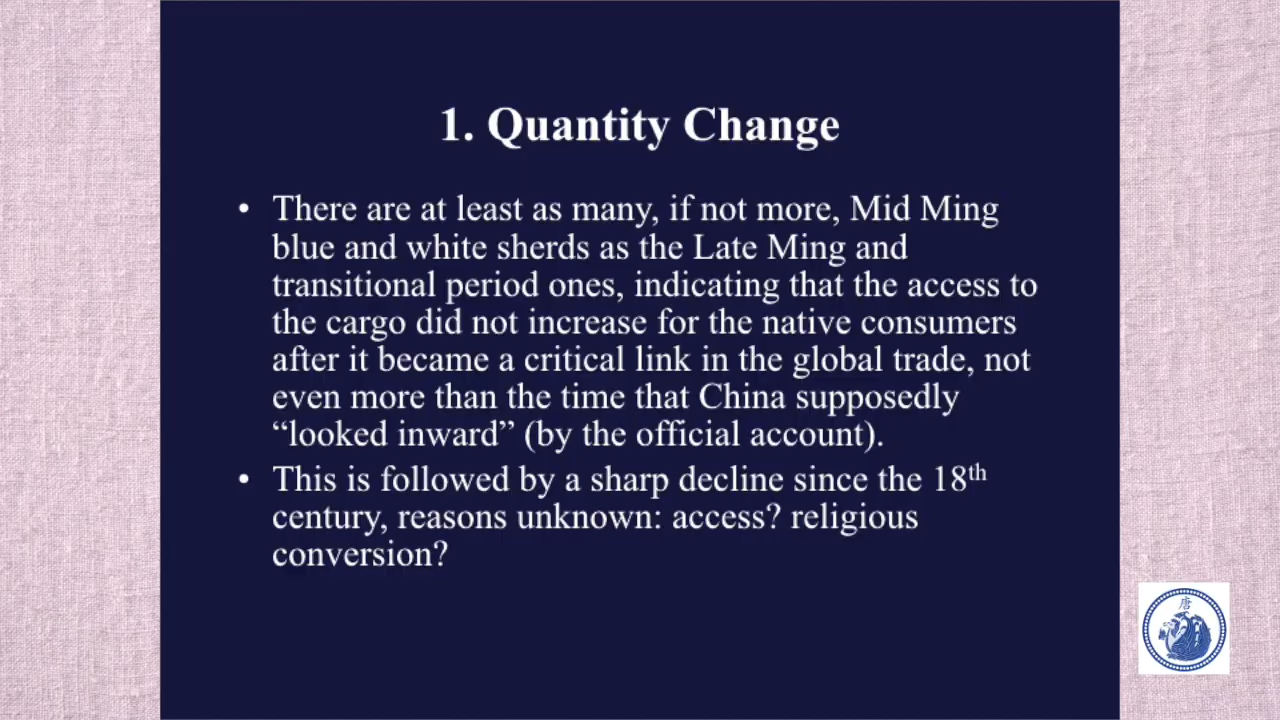 1. Quantity Change
• There are at least as many, if not more, Mid Ming
blue and white sherds as the Late Ming and
transitional period ones, indicating that the access to
the cargo did not increase for the native consumers
after it became a critical link in the global trade, not
even more than the time that China supposedly
“looked inward” (by the official account).
• This is followed by a sharp decline since the 18th
century, reasons unknown: access? religious
conversion?
唐